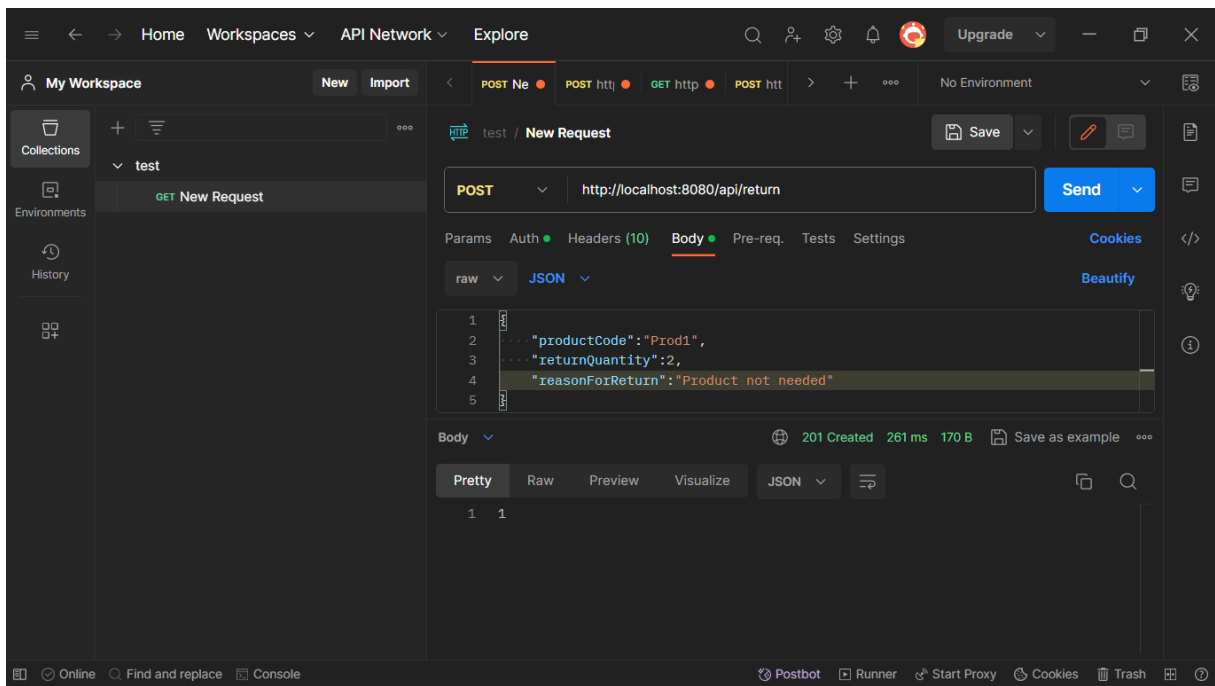 Home Workspaces API Network Explore Upgrade
My Workspace New Import POST Ne POST htt GET http POST htt No Environment
Collections
Environments
History
test
GET New Request
HTTP test / New Request Save
POST http://localhost:8080/api/return Send
Params Auth Headers (10) Body Pre-req. Tests Settings Cookies
raw JSON Beautify
1 {
2 "productCode":"Prod1",
3 "returnQuantity":2,
4 "reasonForReturn":"Product not needed"
5 }
Body 201 Created 261 ms 170 B Save as example
Pretty Raw Preview Visualize JSON
1 1
Online Find and replace Console Postbot Runner Start Proxy Cookies Trash